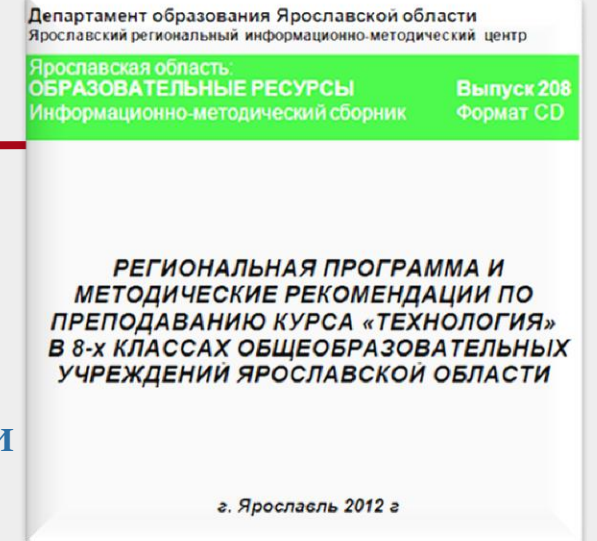 Департамент образования Ярославской области
Ярославский региональный информационно-методический центр
Ярославская область:
ОБРАЗОВАТЕЛЬНЫЕ РЕСУРСЫ Выпуск 208
Информационно-методический сборник Формат CD
РЕГИОНАЛЬНАЯ ПРОГРАММА И
МЕТОДИЧЕСКИЕ РЕКОМЕНДАЦИИ ПО
ПРЕПОДАВАНИЮ КУРСА «ТЕХНОЛОГИЯ»
В 8-х КЛАССАХ ОБЩЕОБРАЗОВАТЕЛЬНЫХ
УЧРЕЖДЕНИЙ ЯРОСЛАВСКОЙ ОБЛАСТИ
и
г. Ярославль 2012 г